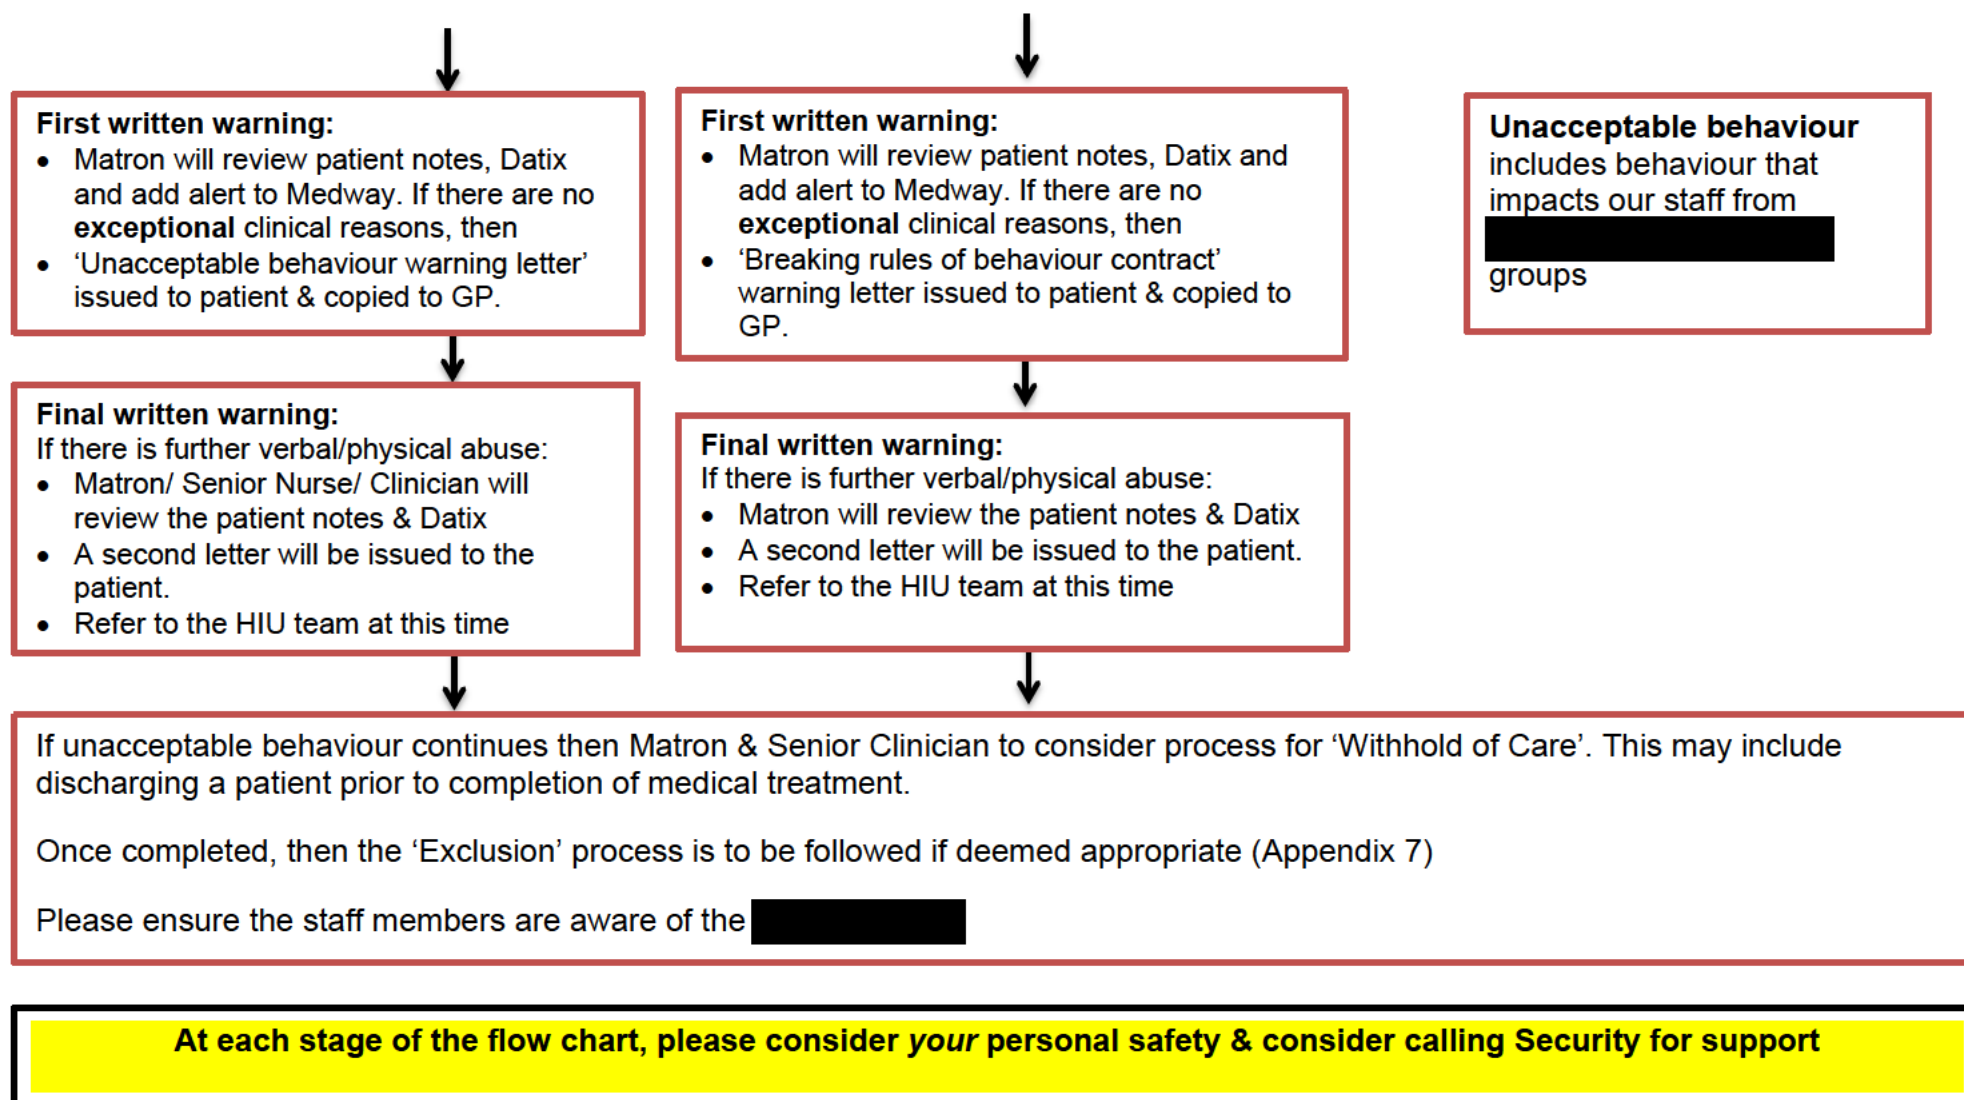 First written warning:
• Matron will review patient notes, Datix
and add alert to Medway. If there are no
exceptional clinical reasons, then
• ‘Unacceptable behaviour warning letter’
issued to patient & copied to GP.
First written warning:
• Matron will review patient notes, Datix and
add alert to Medway. If there are no
exceptional clinical reasons, then
• ‘Breaking rules of behaviour contract’
warning letter issued to patient & copied to
GP.
Unacceptable behaviour
includes behaviour that
impacts our staff from
groups
Final written warning:
If there is further verbal/physical abuse:
• Matron/ Senior Nurse/ Clinician will
review the patient notes & Datix
• A second letter will be issued to the
patient.
• Refer to the HIU team at this time
Final written warning:
If there is further verbal/physical abuse:
• Matron will review the patient notes & Datix
• A second letter will be issued to the patient.
• Refer to the HIU team at this time
If unacceptable behaviour continues then Matron & Senior Clinician to consider process for ‘Withhold of Care’. This may include
discharging a patient prior to completion of medical treatment.
Once completed, then the ‘Exclusion’ process is to be followed if deemed appropriate (Appendix 7)
Please ensure the staff members are aware of the
At each stage of the flow chart, please consider your personal safety & consider calling Security for support